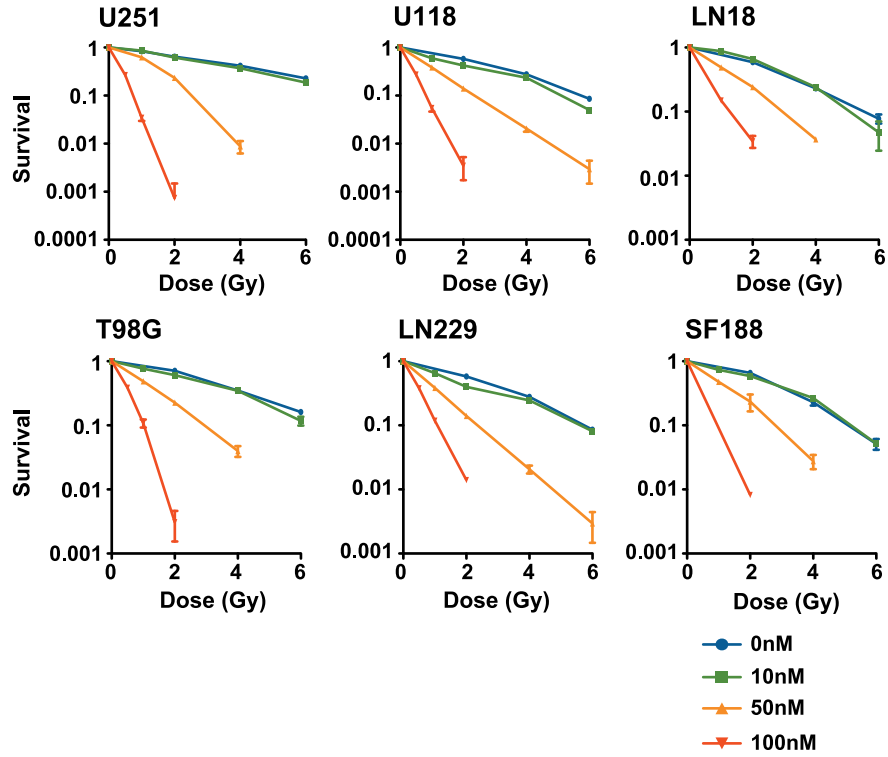 U251
U118
LN18
Survival
1
0.1
0.01
0.001
0.0001
0 2 4 6
Dose (Gy)
1
0.1
0.01
0.001
0.0001
0 2 4 6
Dose (Gy)
1
0.1
0.01
0.001
0 2 4 6
Dose (Gy)
T98G
LN229
SF188
Survival
1
0.1
0.01
0.001
0 2 4 6
Dose (Gy)
1
0.1
0.01
0.001
0 2 4 6
Dose (Gy)
1
0.1
0.01
0.001
0 2 4 6
Dose (Gy)
0nM
10nM
50nM
100nM